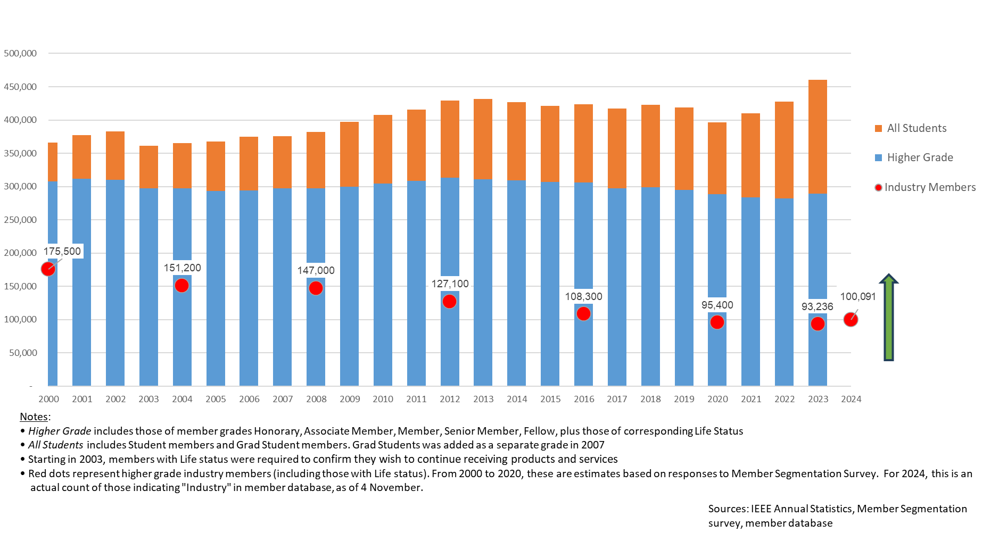 500,000
450,000
400,000
350,000
300,000
250,000
200,000
150,000
100,000
50,000
-
175,500
151,200
147,000
127,100
108,300
95,400
93,236
100,091
2000 2001 2002 2003 2004 2005 2006 2007 2008 2009 2010 2011 2012 2013 2014 2015 2016 2017 2018 2019 2020 2021 2022 2023 2024
All Students
Higher Grade
Industry Members
Notes:
• Higher Grade includes those of member grades Honorary, Associate Member, Member, Senior Member, Fellow, plus those of corresponding Life Status
• All Students includes Student members and Grad Student members. Grad Students was added as a separate grade in 2007
• Starting in 2003, members with Life status were required to confirm they wish to continue receiving products and services
• Red dots represent higher grade industry members (including those with Life status). From 2000 to 2020, these are estimates based on responses to Member Segmentation Survey. For 2024, this is an
actual count of those indicating "Industry" in member database, as of 4 November.
Sources: IEEE Annual Statistics, Member Segmentation
survey, member database